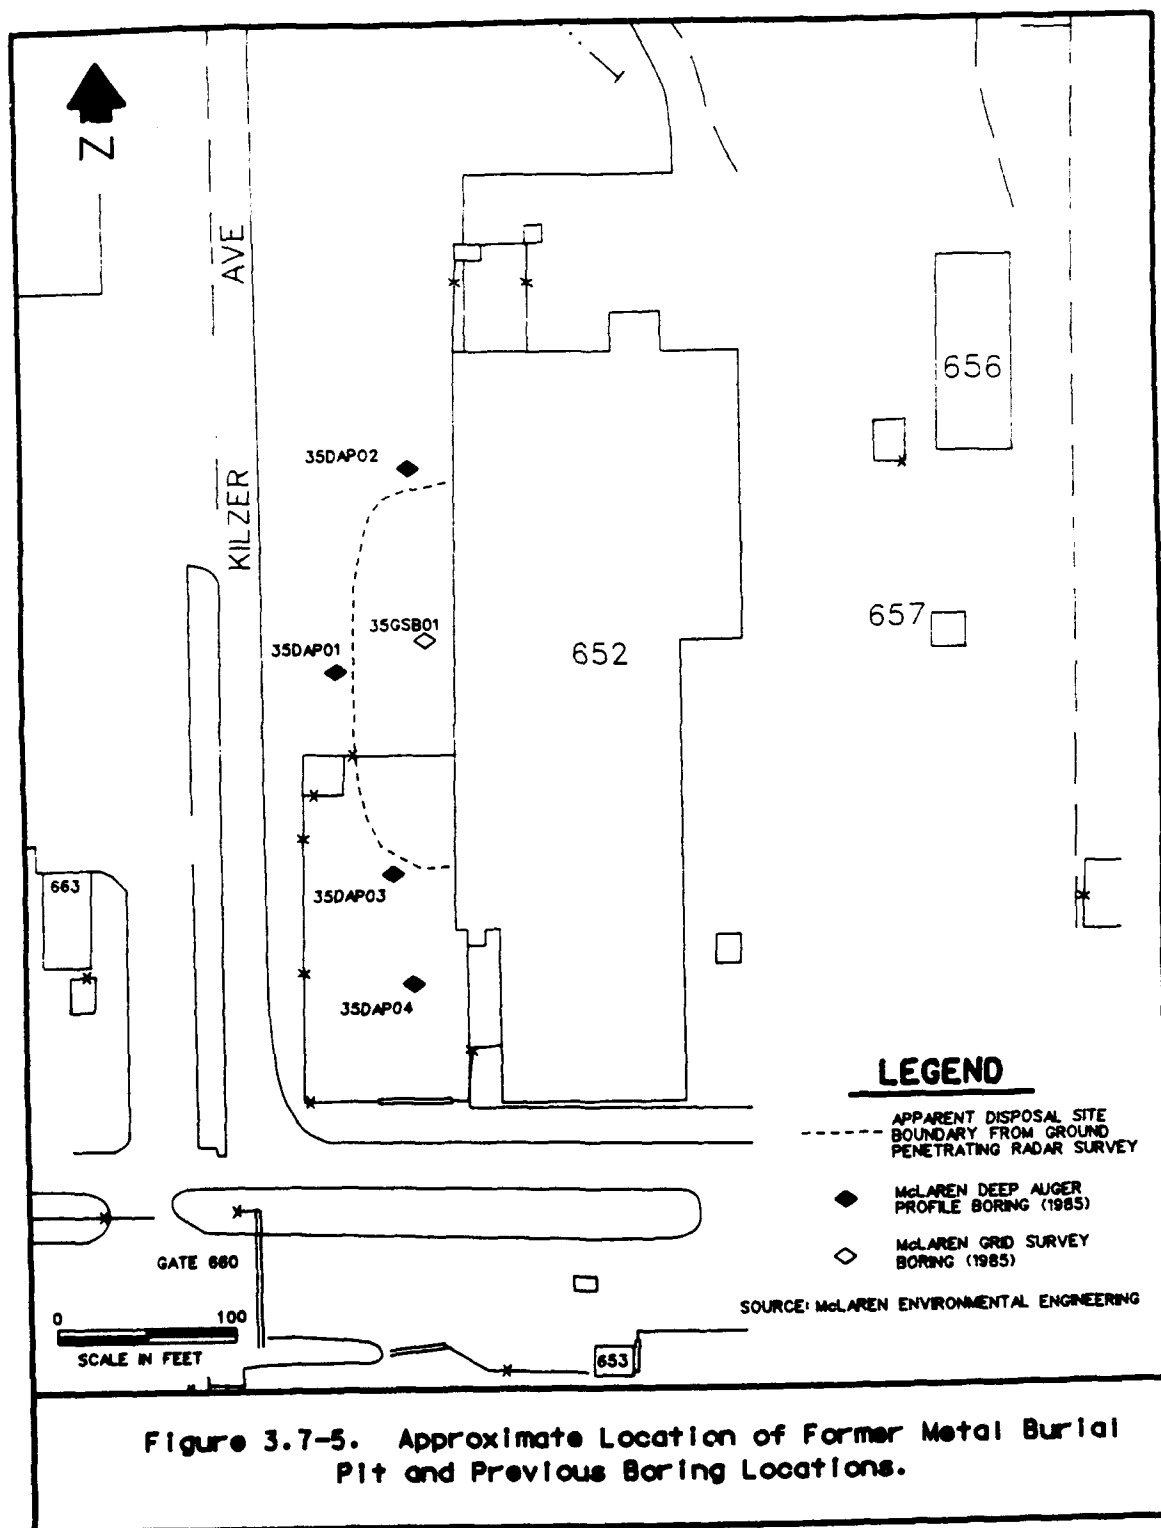 N
KILZER AVE
656
35DAP02
657
35GSB01
35DAP01
652
663
35DAP03
35DAP04
LEGEND
APPARENT DISPOSAL SITE
BOUNDARY FROM GROUND
PENETRATING RADAR SURVEY
McLAREN DEEP AUGER
PROFILE BORING (1985)
McLAREN GRID SURVEY
BORING (1985)
GATE 660
SOURCE: McLAREN ENVIRONMENTAL ENGINEERING
0 100
SCALE IN FEET
653
Figure 3.7-5. Approximate Location of Former Metal Burial
Pit and Previous Boring Locations.